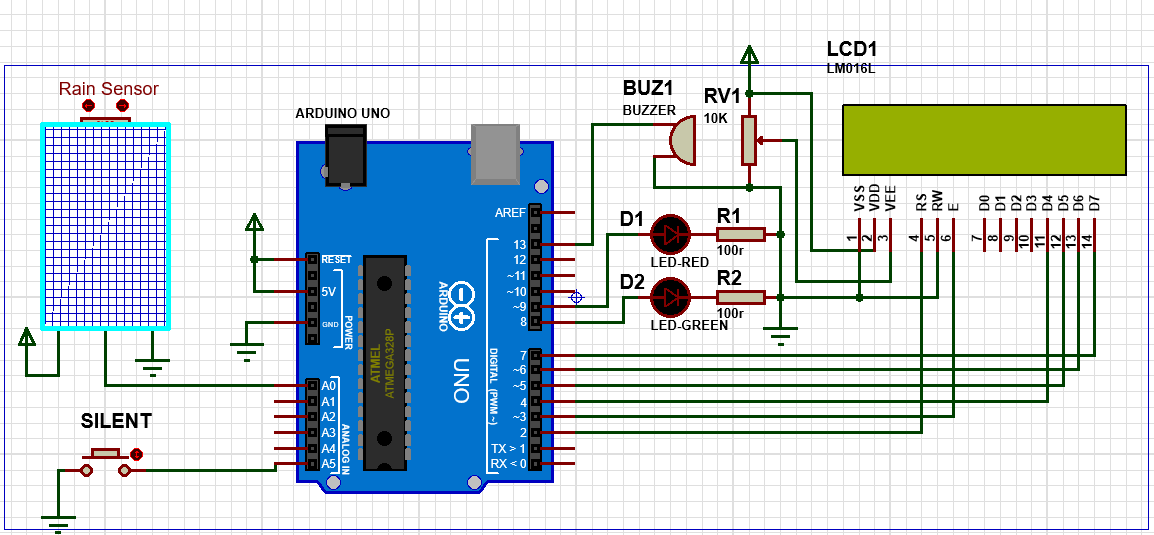 LCD1
LM016L
Rain Sensor
BUZ1
BUZZER
RV1
10K
ARDUINO UNO
VSS
VDD
VEE
RS
RW
E
D0
D1
D2
D3
D4
D5
D6
D7
1
2
3
4
5
6
7
8
9
10
11
12
13
14
AREF
13
12
~11
~10
~9
8
7
~6
~5
4
~3
2
TX > 1
RX < 0
D1
LED-RED
R1
100r
D2
LED-GREEN
R2
100r
RESET
5V
GND
POWER
A0
A1
A2
A3
A4
A5
ANALOG IN
ATMEL
ATMEGA328P
ARDUINO
UNO
DIGITAL (PWM ~)
SILENT